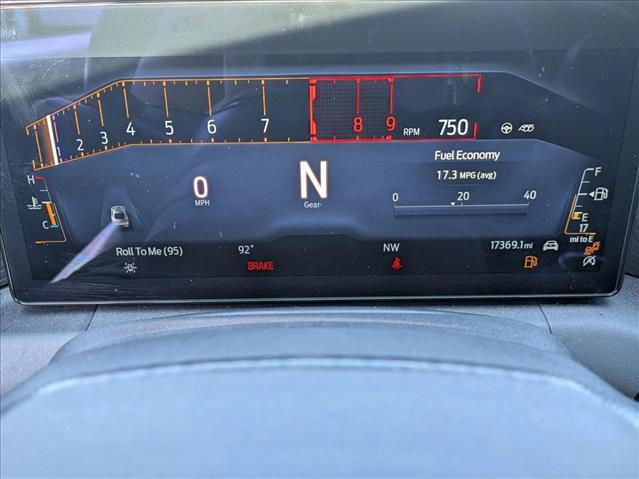 2 3 4 5 6 7 8 9 RPM 750
Fuel Economy
17.3 MPG (avg)
0 20 40
H
C
0
MPH
N
Gear
F
E
17
mi to E
Roll To Me (95) 92° NW 17369.1 mi
BRAKE